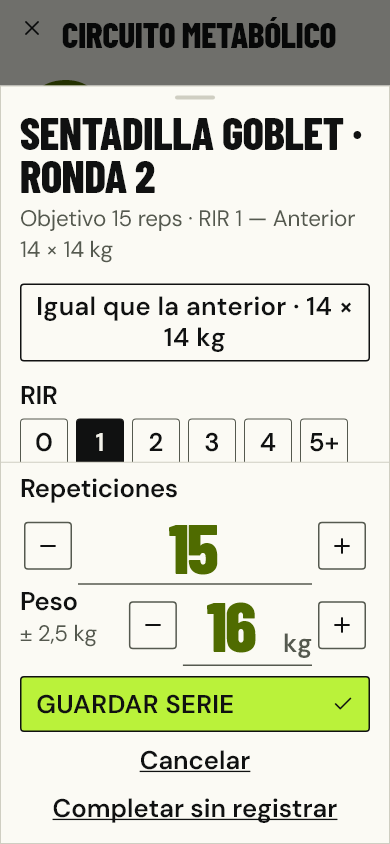 CIRCUITO METABÓLICO
SENTADILLA GOBLET ·
RONDA 2
Objetivo 15 reps · RIR 1 — Anterior
14 × 14 kg
Igual que la anterior · 14 ×
14 kg
RIR
0 1 2 3 4 5+
Repeticiones
− 15 +
Peso
± 2,5 kg
− 16 kg +
GUARDAR SERIE
Cancelar
Completar sin registrar